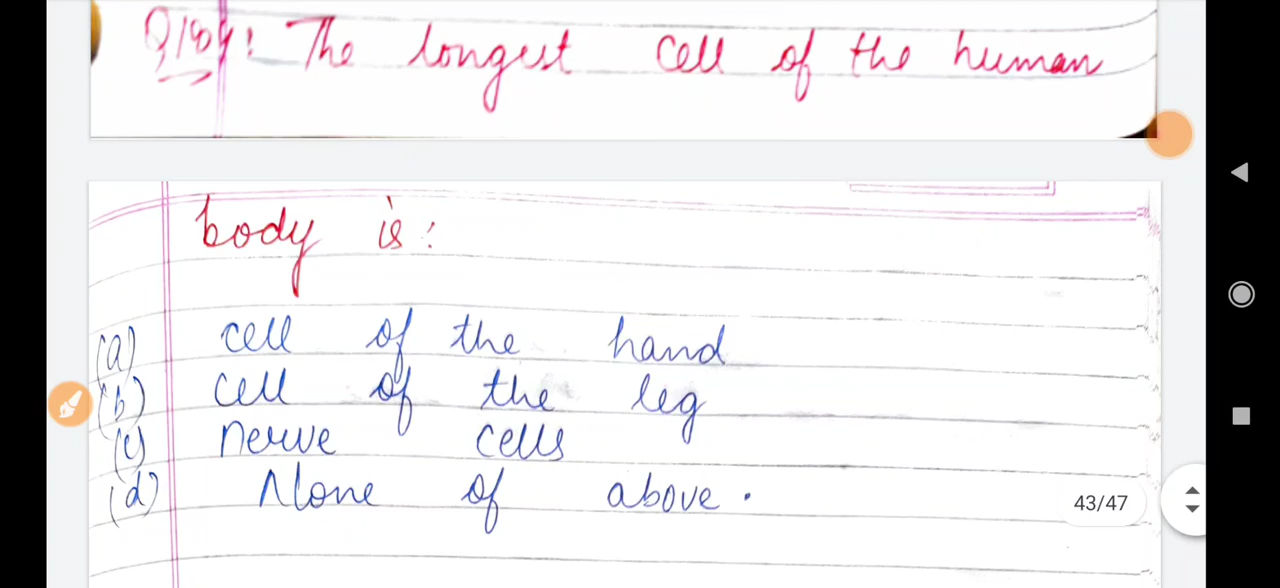 Q184: The longest cell of the human
body is:
(a) cell of the hand
(b) cell of the leg
(c) nerve cells
(d) None of above.
43/47